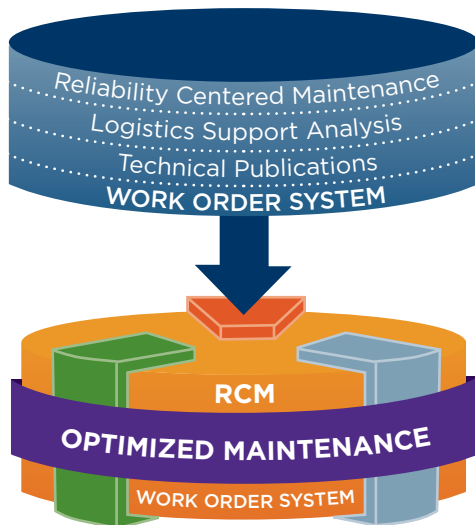 Reliability Centered Maintenance
Logistics Support Analysis
Technical Publications
WORK ORDER SYSTEM
RCM
OPTIMIZED MAINTENANCE
WORK ORDER SYSTEM